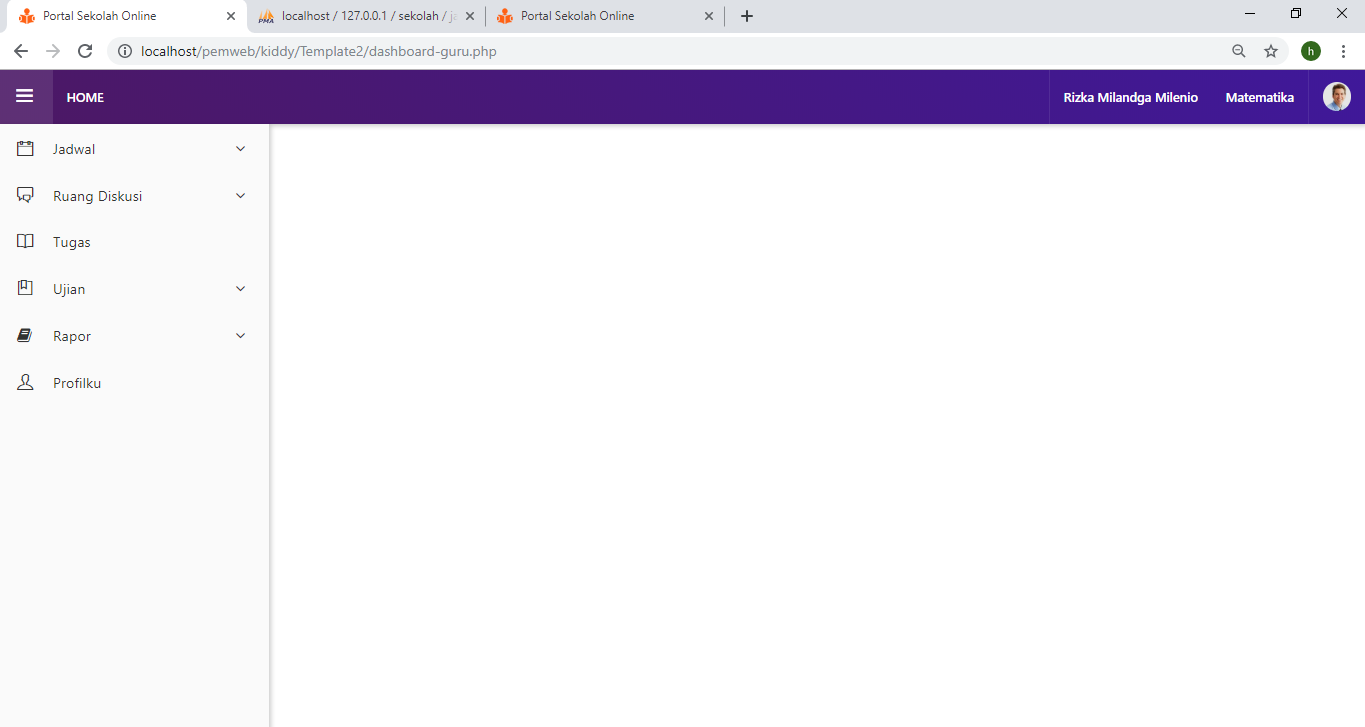 Portal Sekolah Online
localhost / 127.0.0.1 / sekolah /
Portal Sekolah Online
localhost/pemweb/kiddy/Template2/dashboard-guru.php
h
HOME
Rizka Milandga Milenio
Matematika
Jadwal
Ruang Diskusi
Tugas
Ujian
Rapor
Profilku
PMA